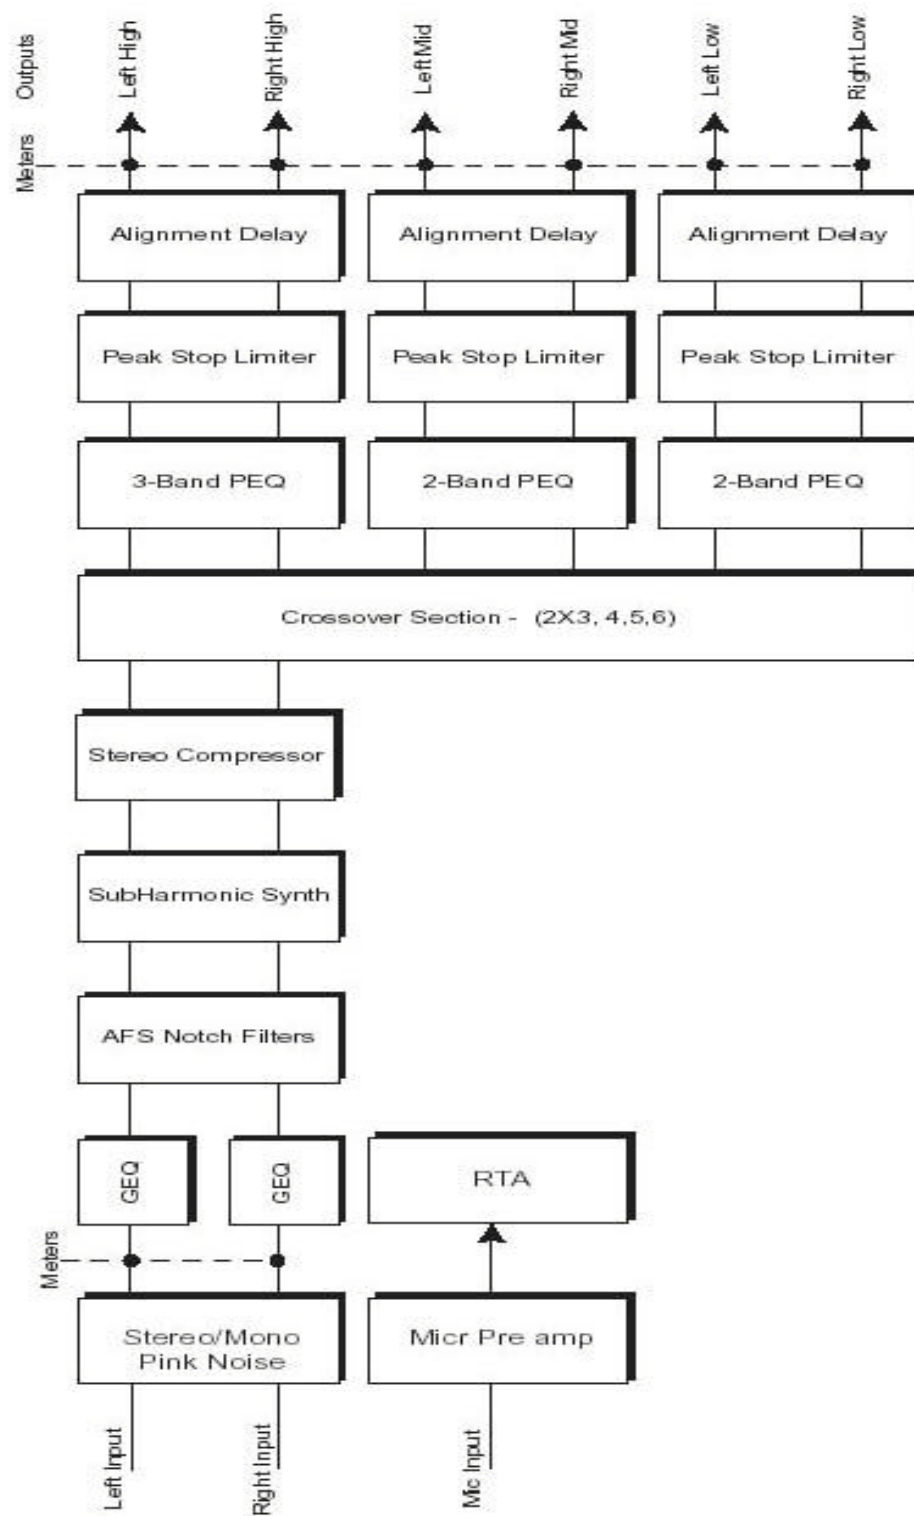 Outputs
Left High
Right High
Left Mid
Right Mid
Left Low
Right Low
Meters
Alignment Delay
Alignment Delay
Alignment Delay
Peak Stop Limiter
Peak Stop Limiter
Peak Stop Limiter
3-Band PEQ
2-Band PEQ
2-Band PEQ
Crossover Section - (2X3, 4,5,6)
Stereo Compressor
SubHarmonic Synth
AFS Notch Filters
GEQ
GEQ
RTA
Meters
Stereo/Mono
Pink Noise
Micr Pre amp
Left Input
Right Input
Mic Input